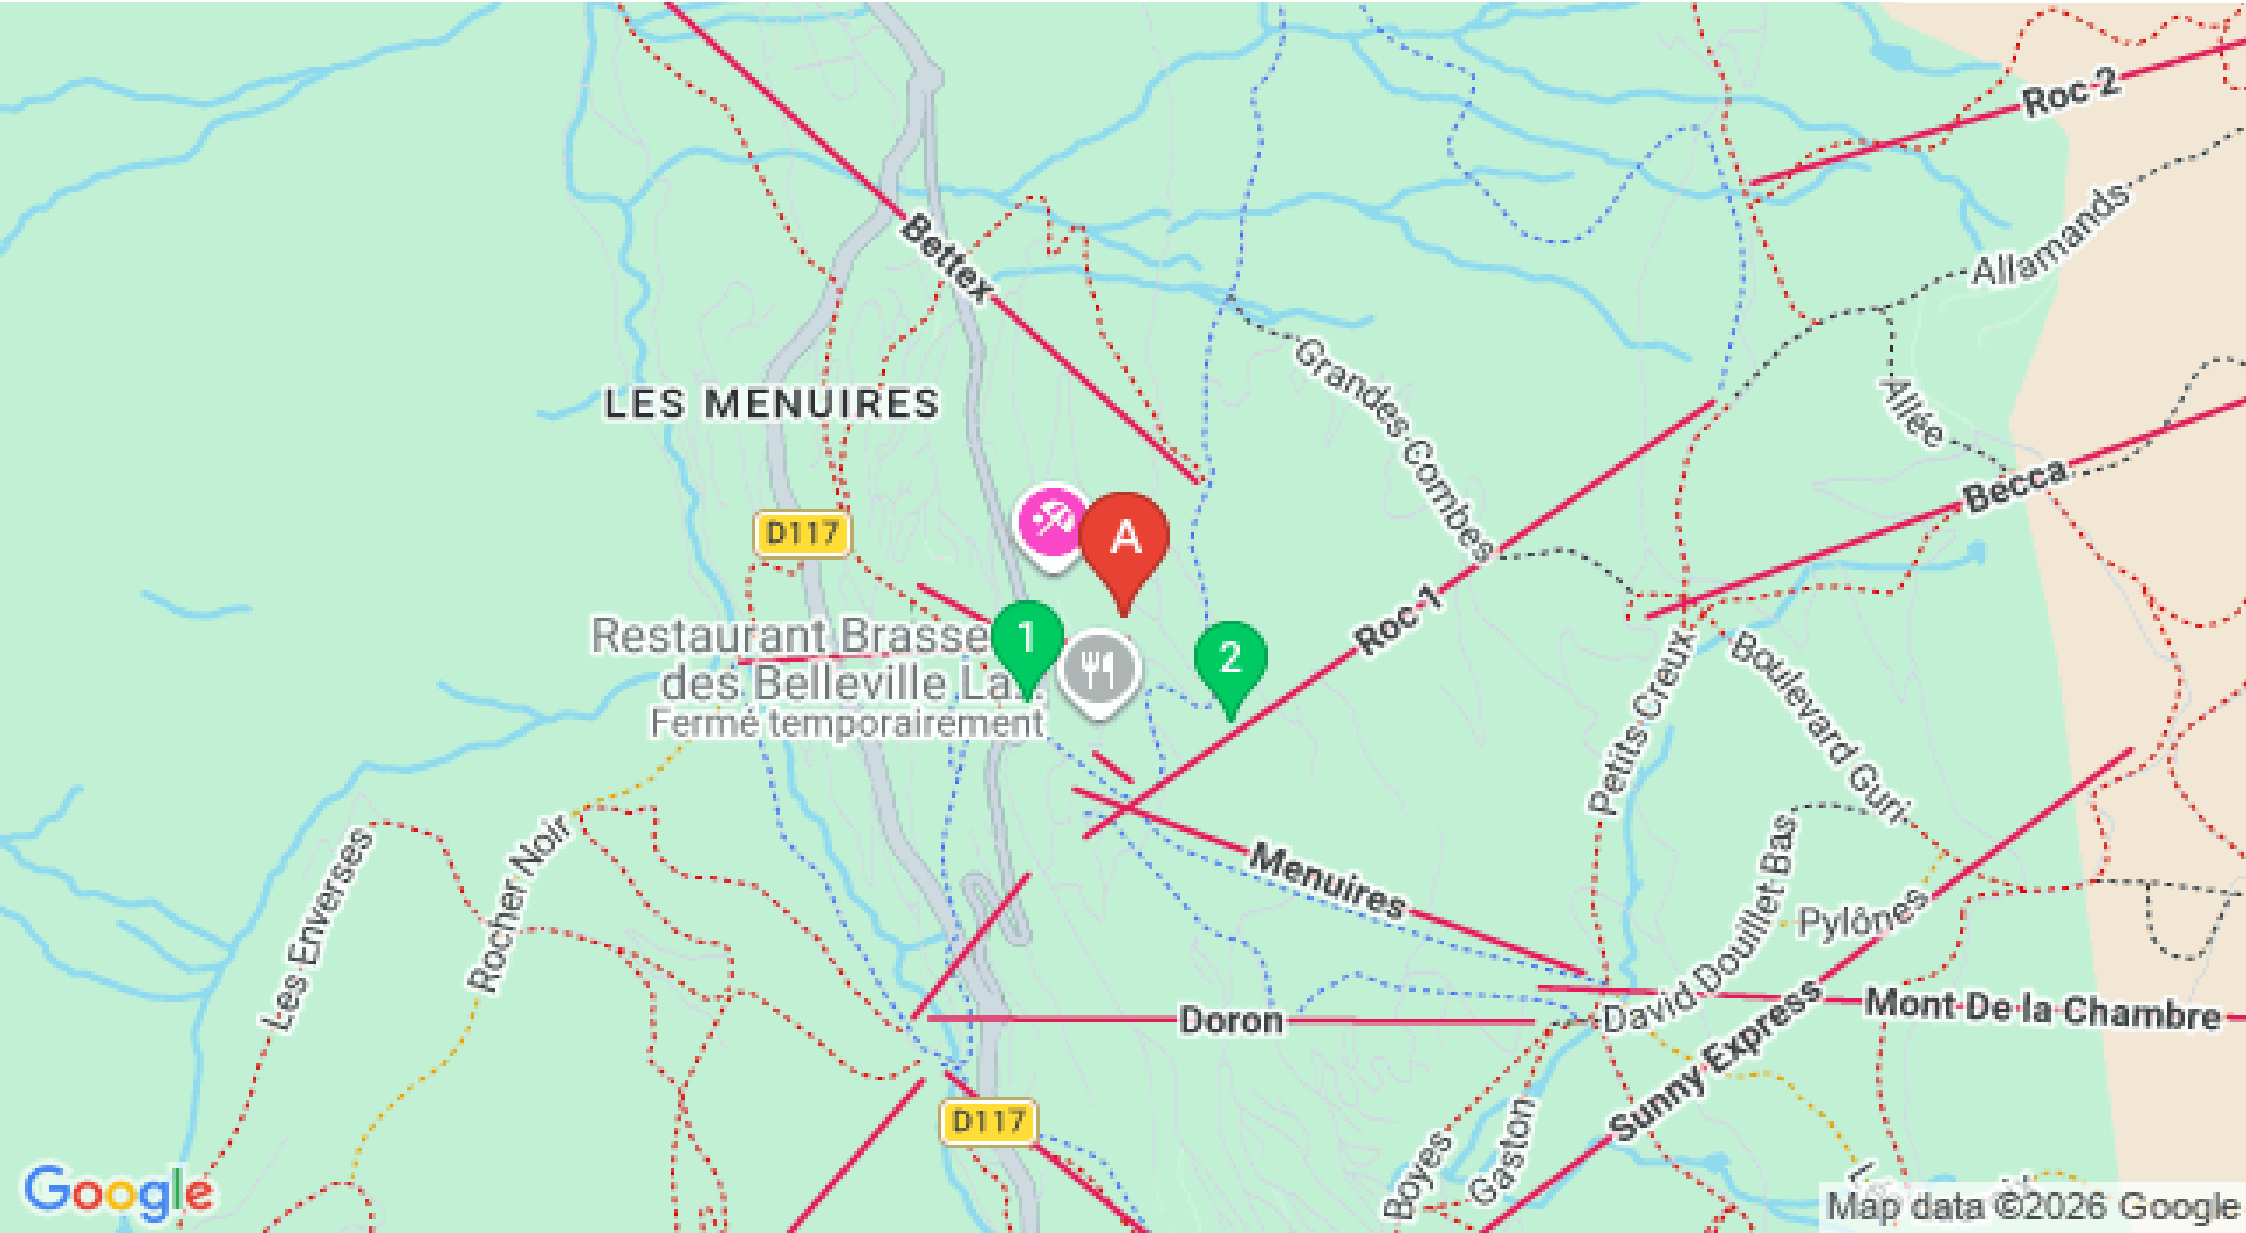 Roc 2
Bettex
Allamands
Grandes Combes
Allée
LES MENUIRES
Becca
D117
A
Roc 1
1
2
Restaurant Brasse
des Belleville La...
Fermé temporairement
Petits Creux
Boulevard Guri
Les Enverses
Rocher Noir
Menuires
David Douillet Bas
Pylônes
Doron
Mont De la Chambre
Sunny Express
D117
Boyes
Gaston
Google
Map data ©2026 Google